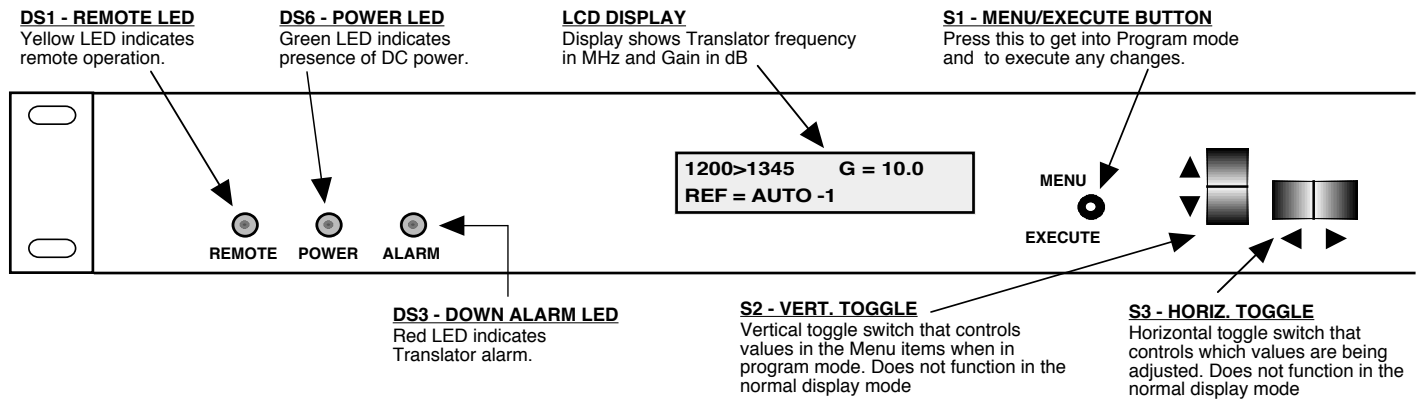 DS1 - REMOTE LED
Yellow LED indicates
remote operation.
DS6 - POWER LED
Green LED indicates
presence of DC power.
LCD DISPLAY
Display shows Translator frequency
in MHz and Gain in dB
S1 - MENU/EXECUTE BUTTON
Press this to get into Program mode
and to execute any changes.
1200>1345 G = 10.0
REF = AUTO -1
MENU
EXECUTE
REMOTE POWER ALARM
DS3 - DOWN ALARM LED
Red LED indicates
Translator alarm.
S2 - VERT. TOGGLE
Vertical toggle switch that controls
values in the Menu items when in
program mode. Does not function in the
normal display mode
S3 - HORIZ. TOGGLE
Horizontal toggle switch that
controls which values are being
adjusted. Does not function in the
normal display mode